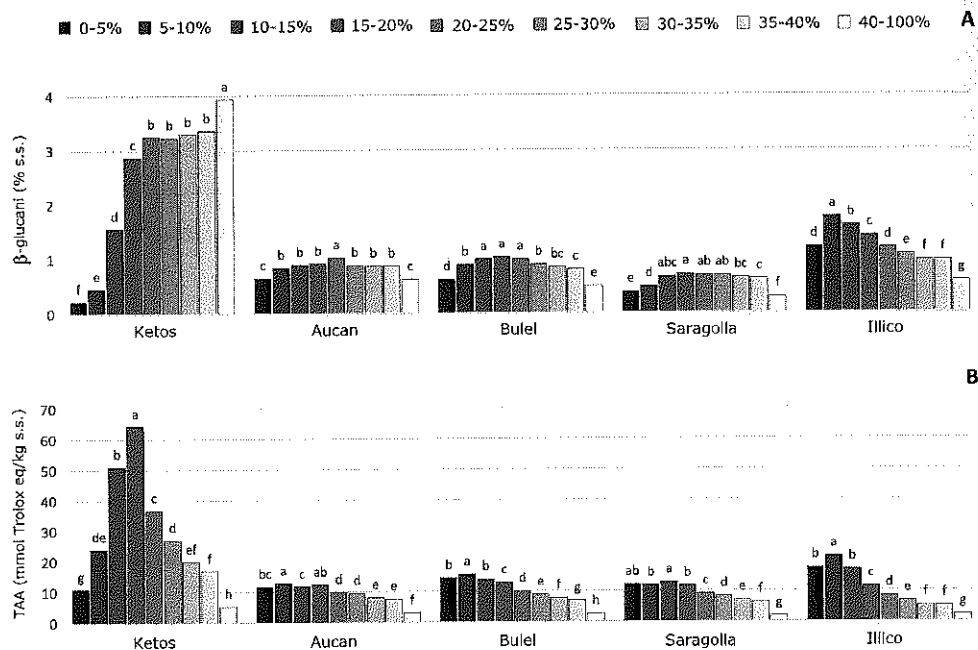 0-5% 5-10% 10-15% 15-20% 20-25% 25-30% 30-35% 35-40% 40-100%
A
β-glucani (% s.s.)
4
3
2
1
0
f e d c b b b b a
c b b b a b b b c
d b a a a b bc c e
e d abc a ab ab bc c f
d a b c d e f f g
Ketos Aucan Bulel Saragolla Illico
B
TAA (mmol Trolox eq/kg s.s.)
70
60
50
40
30
20
10
0
g de b a c d ef f h
bc a c ab d d e e f
b a b c d e f g h
ab b a b c d e f g
b a b c d e f f g
Ketos Aucan Bulel Saragolla Illico